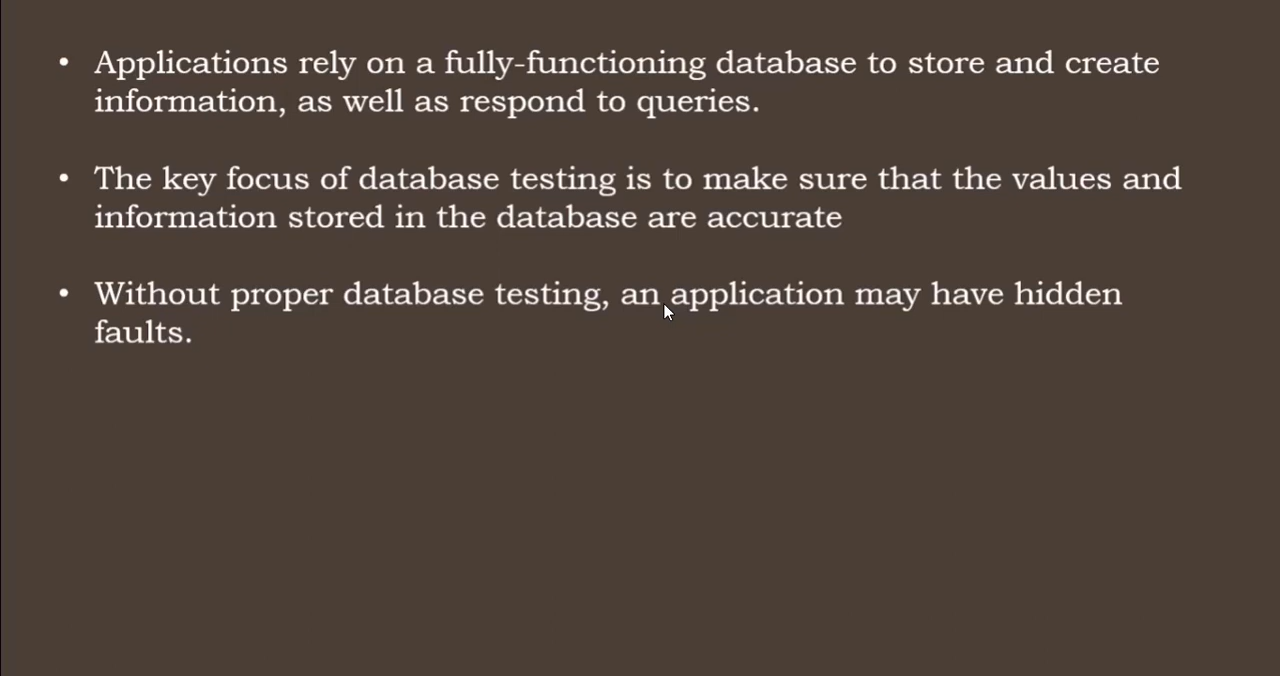 • Applications rely on a fully-functioning database to store and create
information, as well as respond to queries.
• The key focus of database testing is to make sure that the values and
information stored in the database are accurate
• Without proper database testing, an application may have hidden
faults.